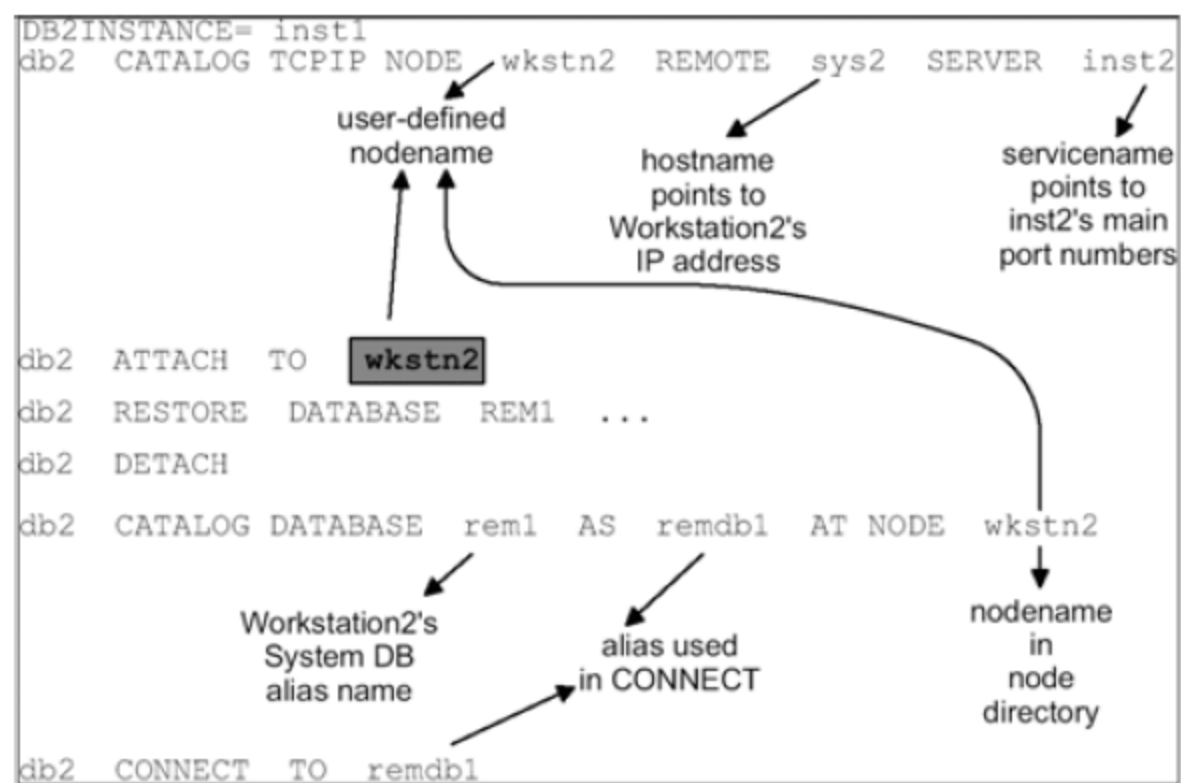 DB2INSTANCE= inst1
db2 CATALOG TCPIP NODE wkstn2 REMOTE sys2 SERVER inst2
user-defined
nodename
hostname
points to
Workstation2's
IP address
servicename
points to
inst2's main
port numbers
db2 ATTACH TO wkstn2
db2 RESTORE DATABASE REM1 ...
db2 DETACH
db2 CATALOG DATABASE rem1 AS remdb1 AT NODE wkstn2
Workstation2's
System DB
alias name
alias used
in CONNECT
nodename
in
node
directory
db2 CONNECT TO remdb1